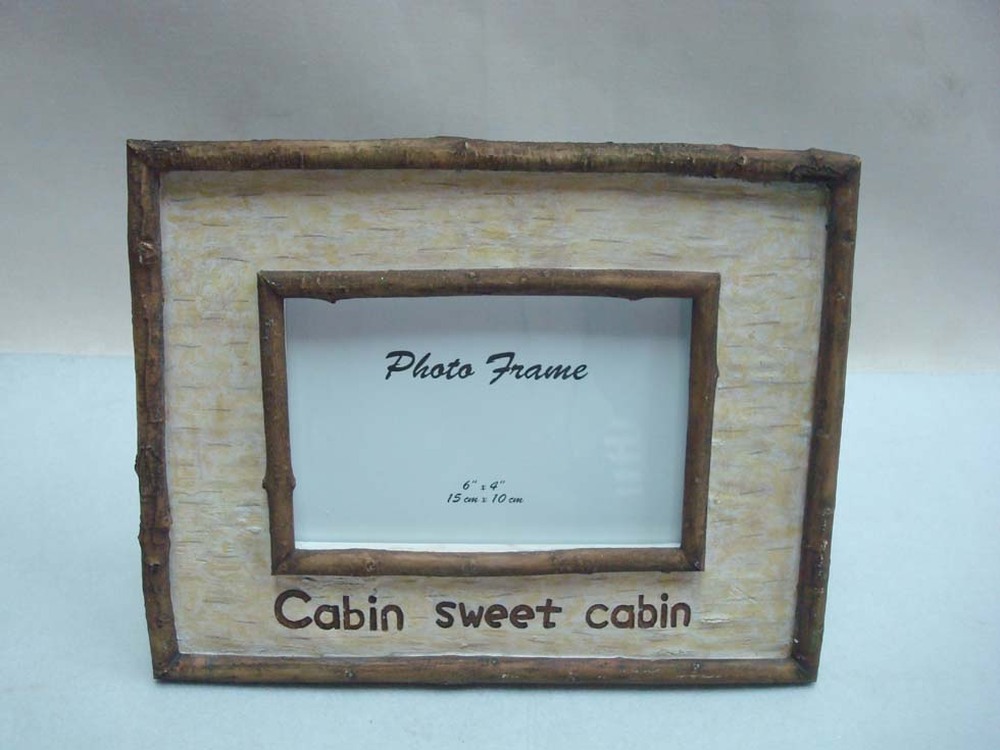 Photo Frame
6" x 4"
15 cm x 10 cm
Cabin sweet cabin